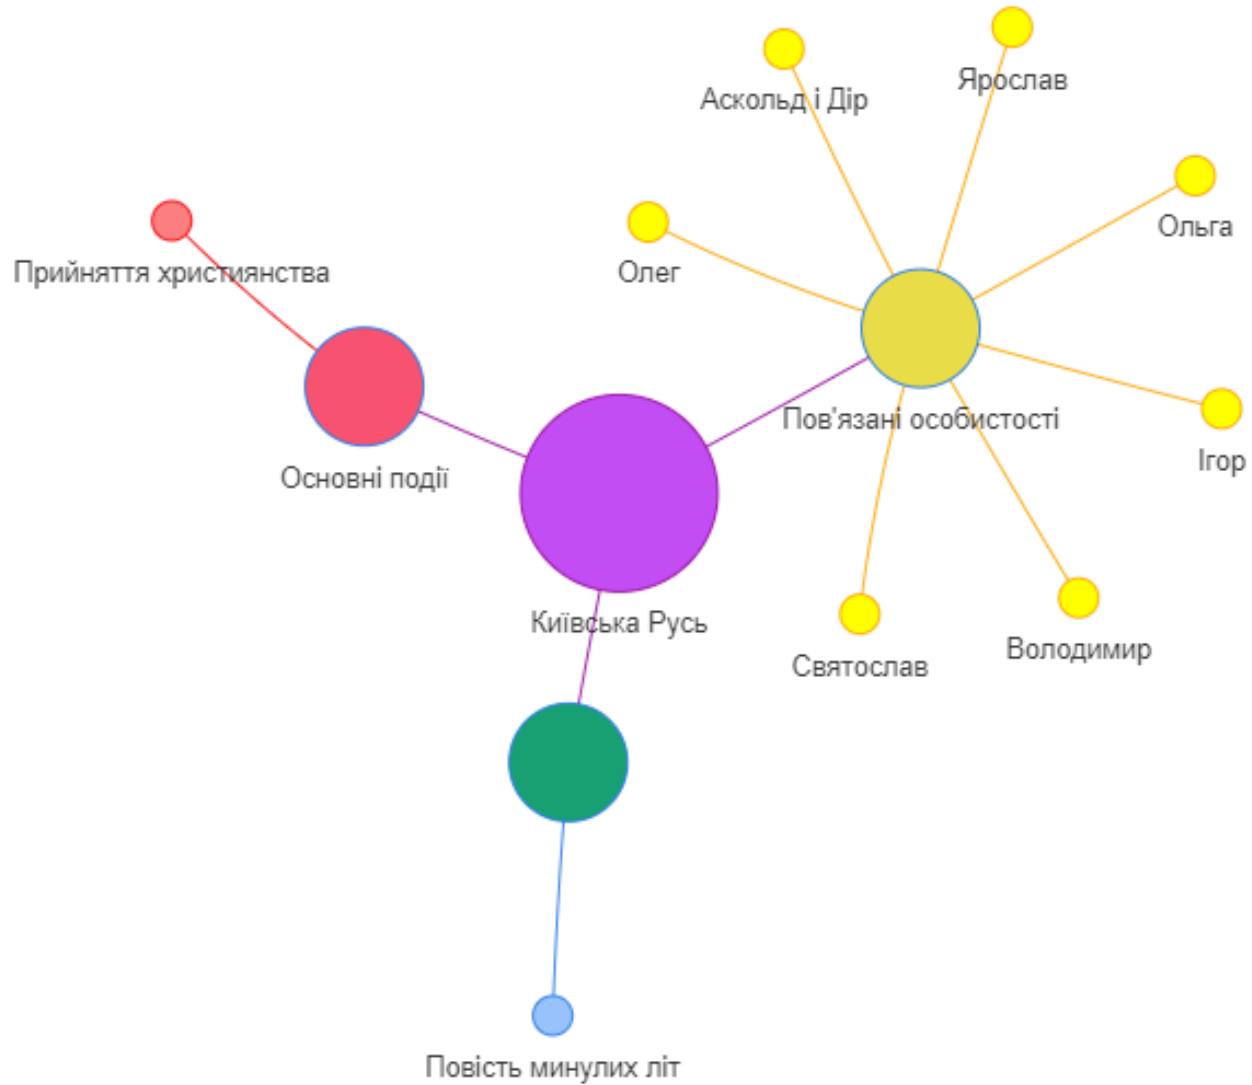 Ярослав
Аскольд і Дір
Ольга
Олег
Прийняття християнства
Пов'язані особистості
Ігор
Основні події
Київська Русь
Володимир
Святослав
Повість минулих літ